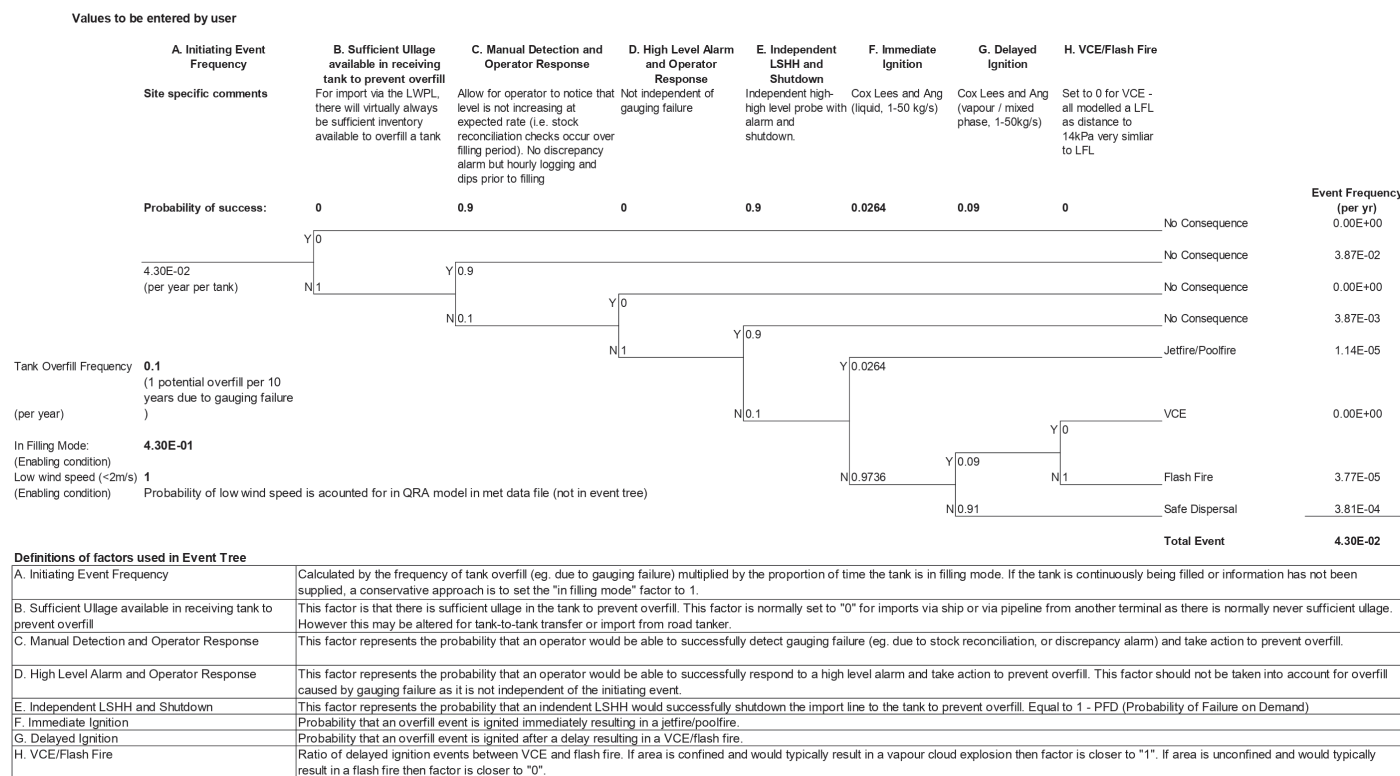 Values to be entered by user
A. Initiating Event
Frequency
B. Sufficient Ullage
available in receiving
tank to prevent overfill
C. Manual Detection and
Operator Response
D. High Level Alarm
and Operator
Response
E. Independent
LSHH and
Shutdown
F. Immediate
Ignition
G. Delayed
Ignition
H. VCE/Flash Fire
Site specific comments
For import via the LWPL,
there will virtually always
be sufficient inventory
available to overfill a tank
Allow for operator to notice that
level is not increasing at
expected rate (i.e. stock
reconciliation checks occur over
filling period). No discrepancy
alarm but hourly logging and
dips prior to filling
Not independent of
gauging failure
Independent high-
high level probe with
alarm and
shutdown.
Cox Lees and Ang
(liquid, 1-50 kg/s)
Cox Lees and Ang
(vapour / mixed
phase, 1-50kg/s)
Set to 0 for VCE -
all modelled a LFL
as distance to
14kPa very simliar
to LFL
Event Frequency
(per yr)
Probability of success: 0 0.9 0 0.9 0.0264 0.09 0
No Consequence 0.00E+00
Y 0
No Consequence 3.87E-02
4.30E-02 Y 0.9
(per year per tank) N 1 No Consequence 0.00E+00
Y 0
N 0.1 No Consequence 3.87E-03
Y 0.9
N 1 Jetfire/Poolfire 1.14E-05
Tank Overfill Frequency 0.1 Y 0.0264
(1 potential overfill per 10
years due to gauging failure
(per year) ) N 0.1 VCE 0.00E+00
Y 0
In Filling Mode: 4.30E-01
(Enabling condition) Y 0.09
Low wind speed (<2m/s) 1 N 0.9736 N 1 Flash Fire 3.77E-05
(Enabling condition) Probability of low wind speed is acounted for in QRA model in met data file (not in event tree)
N 0.91 Safe Dispersal 3.81E-04
Total Event 4.30E-02
Definitions of factors used in Event Tree
A. Initiating Event Frequency
Calculated by the frequency of tank overfill (eg. due to gauging failure) multiplied by the proportion of time the tank is in filling mode. If the tank is continuously being filled or information has not been
supplied, a conservative approach is to set the "in filling mode" factor to 1.
B. Sufficient Ullage available in receiving tank to
prevent overfill
This factor is that there is sufficient ullage in the tank to prevent overfill. This factor is normally set to "0" for imports via ship or via pipeline from another terminal as there is normally never sufficient ullage.
However this may be altered for tank-to-tank transfer or import from road tanker.
C. Manual Detection and Operator Response
This factor represents the probability that an operator would be able to successfully detect gauging failure (eg. due to stock reconciliation, or discrepancy alarm) and take action to prevent overfill.
D. High Level Alarm and Operator Response
This factor represents the probability that an operator would be able to successfully respond to a high level alarm and take action to prevent overfill. This factor should not be taken into account for overfill
caused by gauging failure as it is not independent of the initiating event.
E. Independent LSHH and Shutdown
This factor represents the probability that an indendent LSHH would successfully shutdown the import line to the tank to prevent overfill. Equal to 1 - PFD (Probability of Failure on Demand)
F. Immediate Ignition
Probability that an overfill event is ignited immediately resulting in a jetfire/poolfire.
G. Delayed Ignition
Probability that an overfill event is ignited after a delay resulting in a VCE/flash fire.
H. VCE/Flash Fire
Ratio of delayed ignition events between VCE and flash fire. If area is confined and would typically result in a vapour cloud explosion then factor is closer to "1". If area is unconfined and would typically
result in a flash fire then factor is closer to "0".